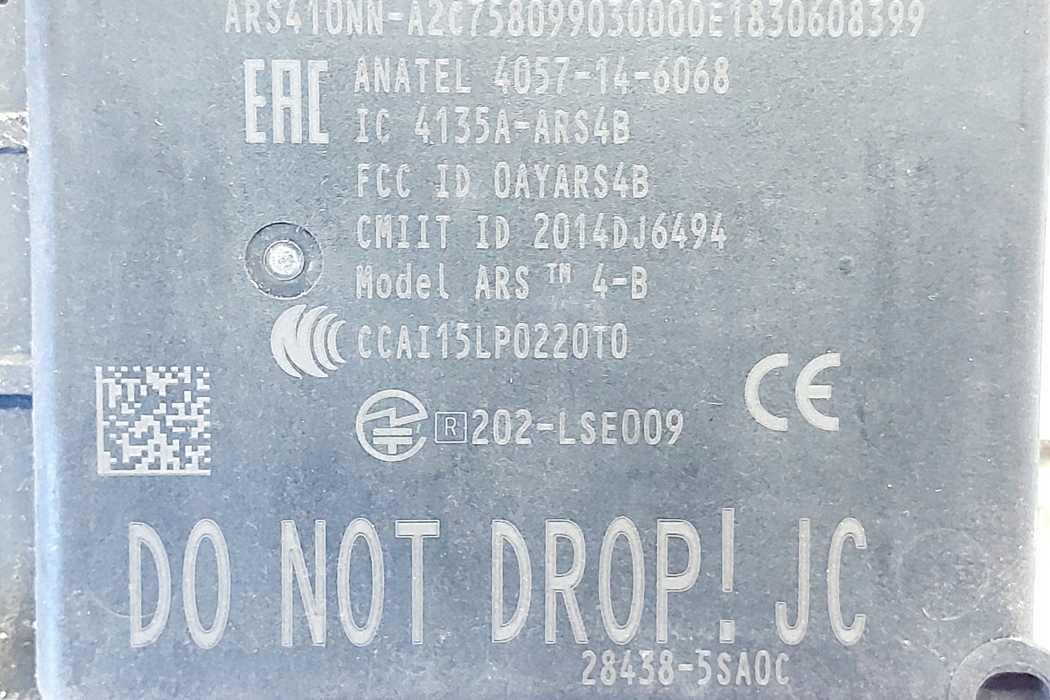 ARS410NN-A2C758099030000E1830608399
EAC ANATEL 4057-14-6068
IC 4135A-ARS4B
FCC ID OAYARS4B
CMIIT ID 2014DJ6494
Model ARS ™ 4-B
CCAI15LP0220T0
R 202-LSE009
CE
DO NOT DROP! JC
28438-5SA0C